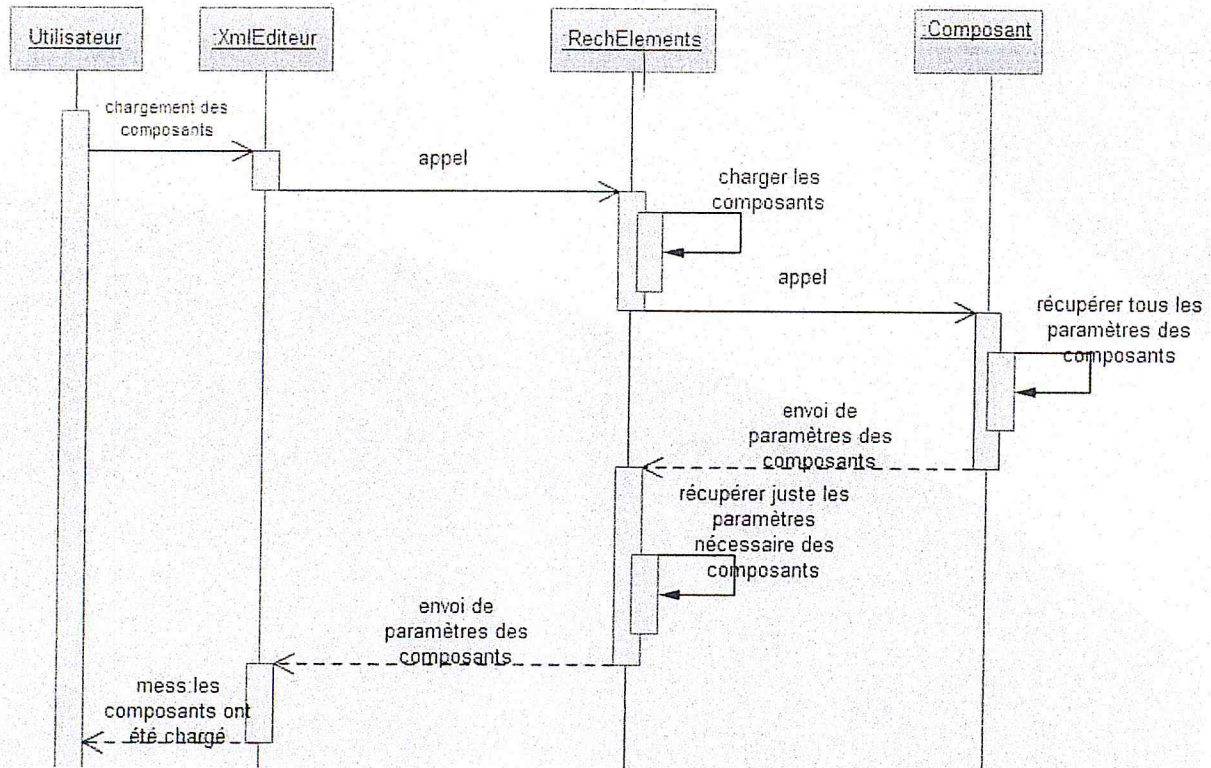 Utilisateur
:XmlEditeur
:RechElements
:Composant
chargement des
composants
appel
charger les
composants
appel
récupérer tous les
paramètres des
composants
envoi de
paramètres des
composants
récupérer juste les
paramètres
nécessaire des
composants
envoi de
paramètres des
composants
mess:les
composants ont
été chargé